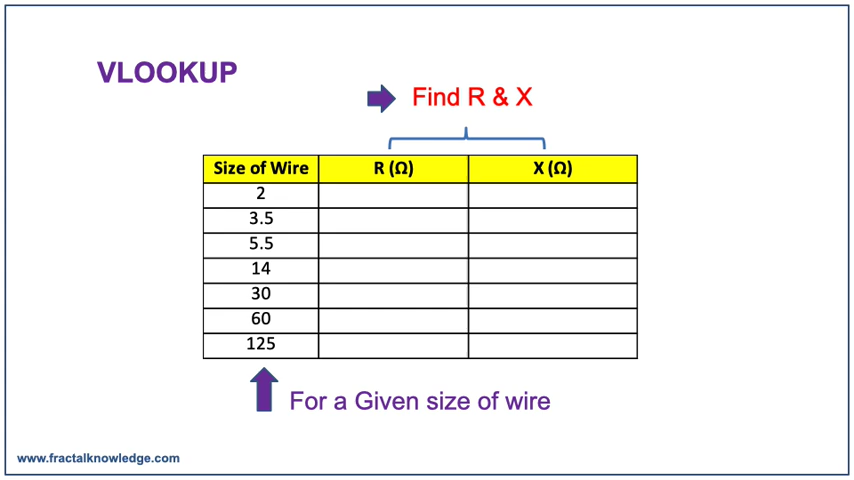 VLOOKUP
Find R & X
Size of Wire R (Ω) X (Ω)
2
3.5
5.5
14
30
60
125
For a Given size of wire
www.fractalknowledge.com